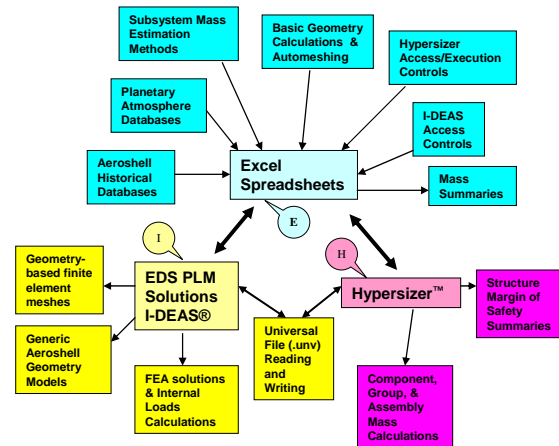 Subsystem Mass
Estimation
Methods
Basic Geometry
Calculations &
Automeshing
Hypersizer
Access/Execution
Controls
Planetary
Atmosphere
Databases
I-DEAS
Access
Controls
Aeroshell
Historical
Databases
Excel
Spreadsheets
Mass
Summaries
E
I
H
Geometry-
based finite
element
meshes
EDS PLM
Solutions
I-DEAS®
Hypersizer™
Structure
Margin of
Safety
Summaries
Generic
Aeroshell
Geometry
Models
Universal
File (.unv)
Reading
and
Writing
FEA solutions
& Internal
Loads
Calculations
Component,
Group, &
Assembly
Mass
Calculations